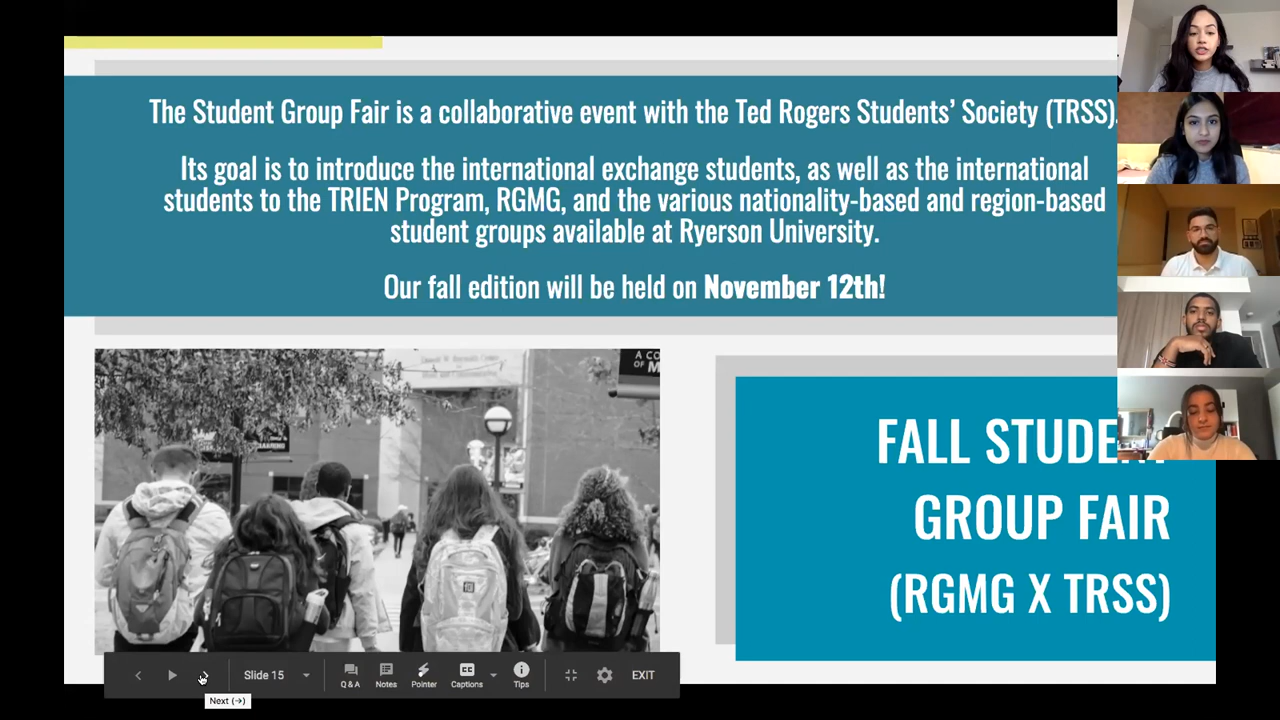 The Student Group Fair is a collaborative event with the Ted Rogers Students' Society (TRSS).
Its goal is to introduce the international exchange students, as well as the international
students to the TRIEN Program, RGMG, and the various nationality-based and region-based
student groups available at Ryerson University.
Our fall edition will be held on November 12th!
A CO
OF M
FALL STUDENT
GROUP FAIR
(RGMG X TRSS)
Slide 15
Q & A
Notes
Pointer
Captions
Tips
EXIT
Next (→)